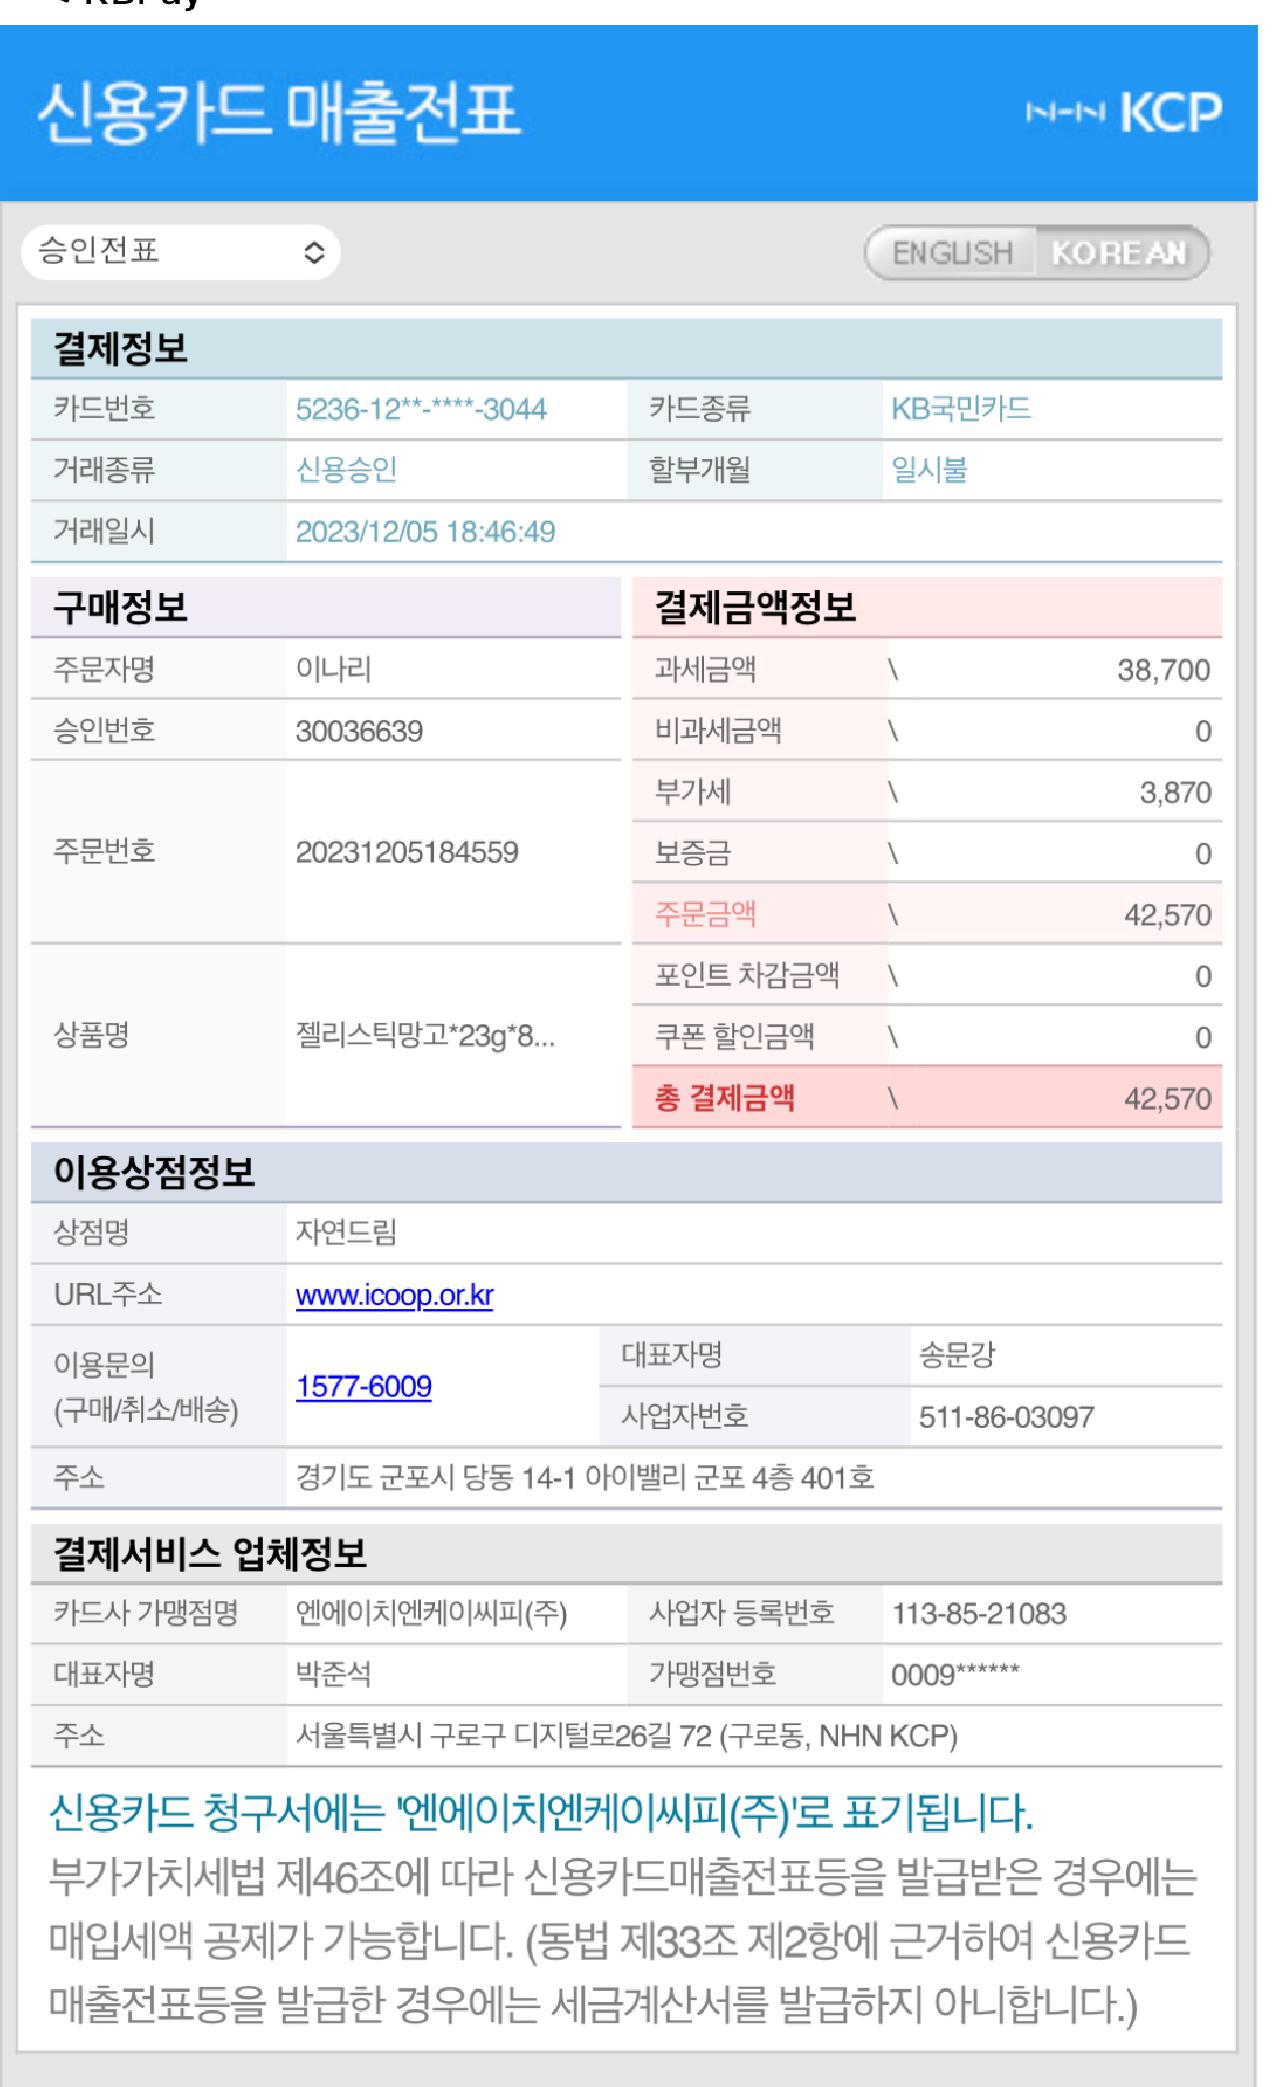 신용카드 매출전표
NHN KCP
승인전표
ENGLISH KOREAN
결제정보
카드번호 5236-12**-****-3044 카드종류 KB국민카드
거래종류 신용승인 할부개월 일시불
거래일시 2023/12/05 18:46:49
구매정보
주문자명 이나리
승인번호 30036639
주문번호 20231205184559
상품명 젤리스틱망고*23g*8...
결제금액정보
과세금액 \ 38,700
비과세금액 \ 0
부가세 \ 3,870
보증금 \ 0
주문금액 \ 42,570
포인트 차감금액 \ 0
쿠폰 할인금액 \ 0
총 결제금액 \ 42,570
이용상점정보
상점명 자연드림
URL주소 www.icoop.or.kr
이용문의
(구매/취소/배송)
1577-6009
대표자명 송문강
사업자번호 511-86-03097
주소 경기도 군포시 당동 14-1 아이밸리 군포 4층 401호
결제서비스 업체정보
카드사 가맹점명 엔에이치엔케이씨피(주) 사업자 등록번호 113-85-21083
대표자명 박준석 가맹점번호 0009******
주소 서울특별시 구로구 디지털로26길 72 (구로동, NHN KCP)
신용카드 청구서에는 '엔에이치엔케이씨피(주)'로 표기됩니다.
부가가치세법 제46조에 따라 신용카드매출전표등을 발급받은 경우에는
매입세액 공제가 가능합니다. (동법 제33조 제2항에 근거하여 신용카드
매출전표등을 발급한 경우에는 세금계산서를 발급하지 아니합니다.)